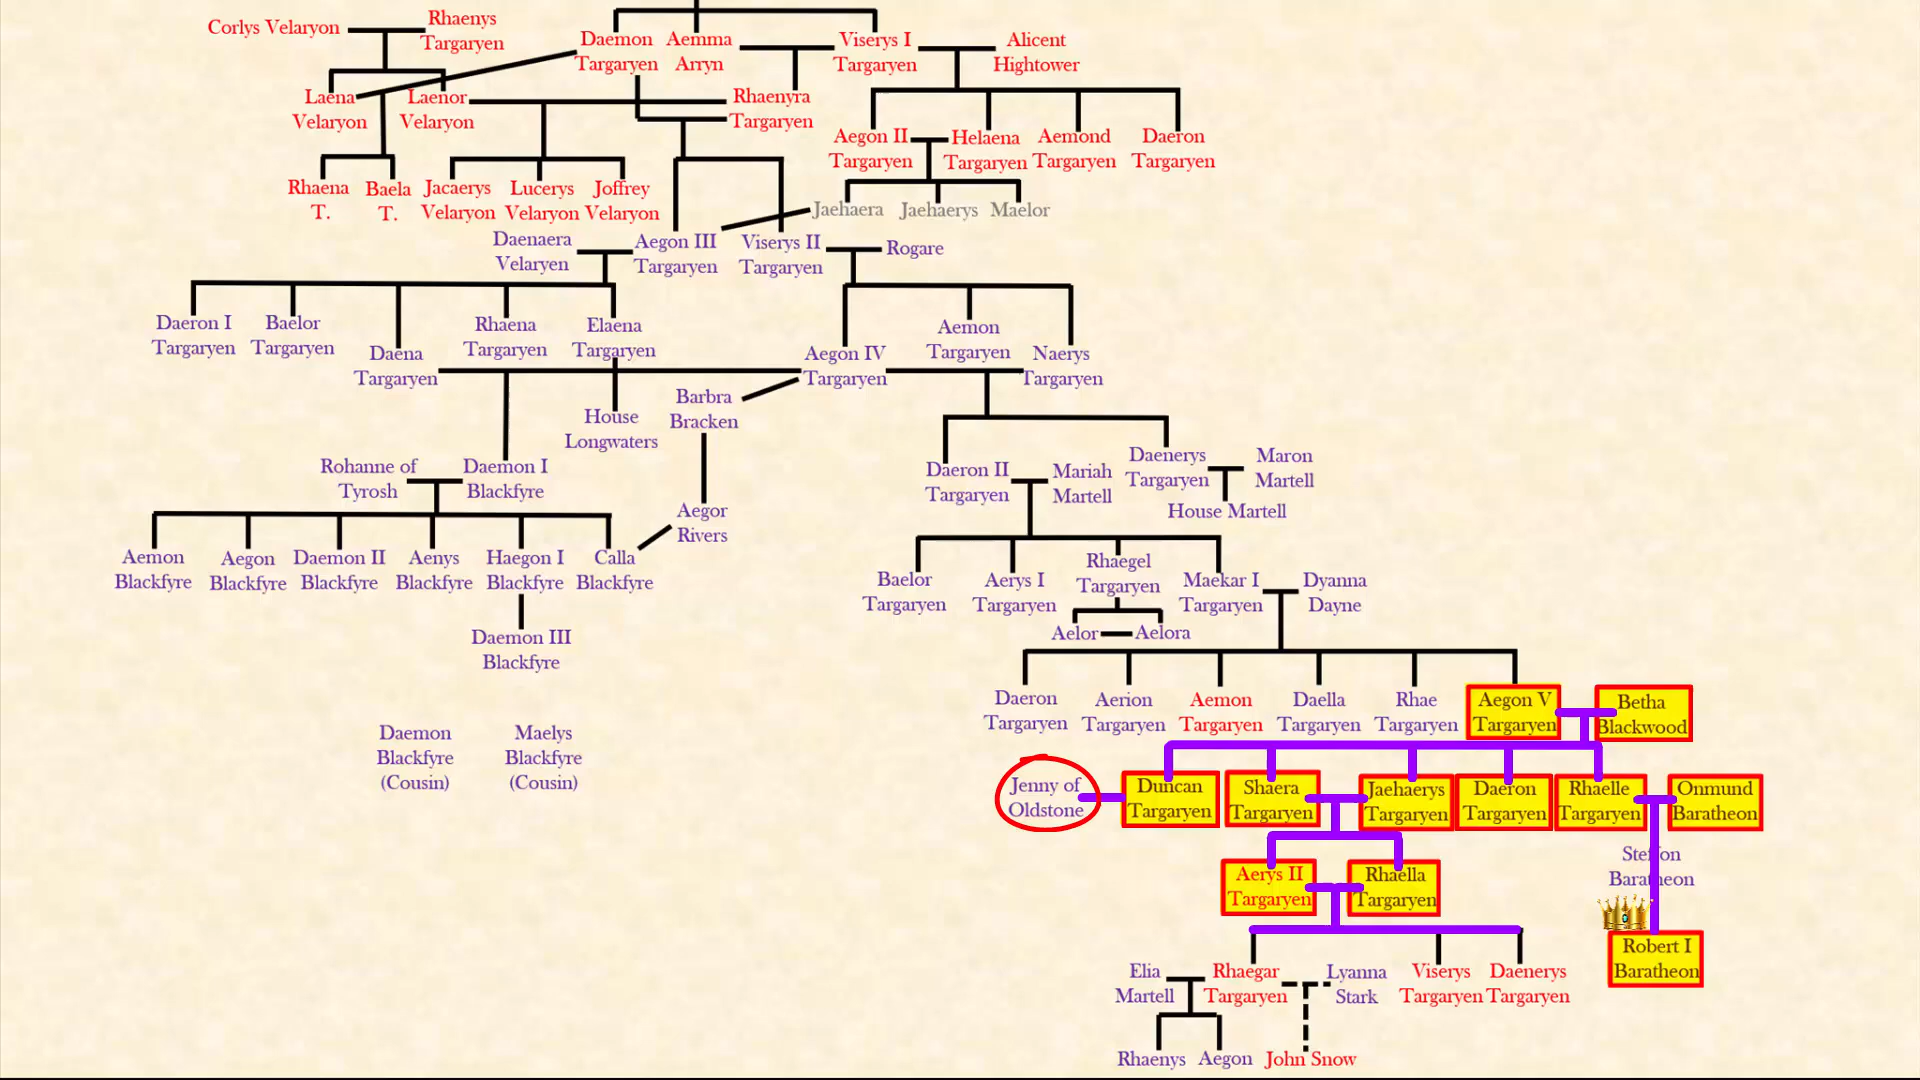 Corlys Velaryon
Rhaenys
Targaryen
Daemon
Targaryen
Aemma
Arryn
Viserys I
Targaryen
Alicent
Hightower
Laena
Velaryon
Laenor
Velaryon
Rhaenyra
Targaryen
Aegon II
Targaryen
Helaena
Targaryen
Aemond
Targaryen
Daeron
Targaryen
Rhaena
T.
Baela
T.
Jacaerys
Velaryon
Lucerys
Velaryon
Joffrey
Velaryon
Jaehaera
Jaehaerys
Maelor
Daenaera
Velaryen
Aegon III
Targaryen
Viserys II
Targaryen
Rogare
Daeron I
Targaryen
Baelor
Targaryen
Daena
Targaryen
Rhaena
Targaryen
Elaena
Targaryen
Aegon IV
Targaryen
Aemon
Targaryen
Naerys
Targaryen
Barbra
Bracken
House
Longwaters
Rohanne of
Tyrosh
Daemon I
Blackfyre
Daeron II
Targaryen
Mariah
Martell
Daenerys
Targaryen
Maron
Martell
House Martell
Aegor
Rivers
Aemon
Blackfyre
Aegon
Blackfyre
Daemon II
Blackfyre
Aenys
Blackfyre
Haegon I
Blackfyre
Calla
Blackfyre
Baelor
Targaryen
Aerys I
Targaryen
Rhaegel
Targaryen
Maekar I
Targaryen
Dyanna
Dayne
Aelor
Aelora
Daemon III
Blackfyre
Daeron
Targaryen
Aerion
Targaryen
Aemon
Targaryen
Daella
Targaryen
Rhae
Targaryen
Aegon V
Targaryen
Betha
Blackwood
Daemon
Blackfyre
(Cousin)
Maelys
Blackfyre
(Cousin)
Jenny of
Oldstone
Duncan
Targaryen
Shaera
Targaryen
Jaehaerys
Targaryen
Daeron
Targaryen
Rhaelle
Targaryen
Onmund
Baratheon
Steffon
Baratheon
Aerys II
Targaryen
Rhaella
Targaryen
Robert I
Baratheon
Elia
Martell
Rhaegar
Targaryen
Lyanna
Stark
Viserys
Targaryen
Daenerys
Targaryen
Rhaenys
Aegon
John Snow